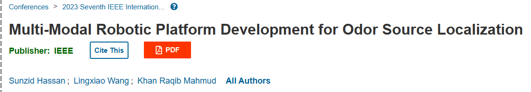 Conferences > 2023 Seventh IEEE Internation... ?
Multi-Modal Robotic Platform Development for Odor Source Localization
Publisher: IEEE Cite This PDF
Sunzid Hassan ; Lingxiao Wang ; Khan Raqib Mahmud All Authors